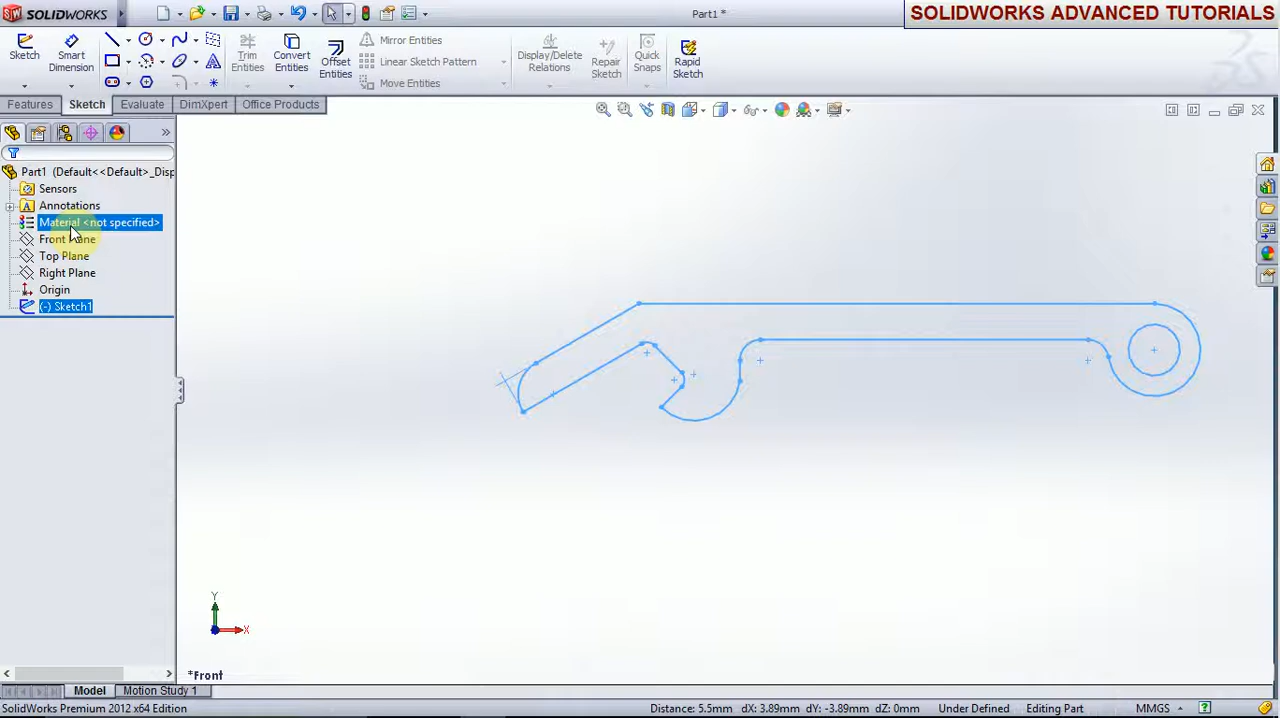 SOLIDWORKS
Part1 *
SOLIDWORKS ADVANCED TUTORIALS
Sketch
Smart Dimension
Trim Entities
Convert Entities
Offset Entities
Mirror Entities
Linear Sketch Pattern
Move Entities
Display/Delete Relations
Repair Sketch
Quick Snaps
Rapid Sketch
Features
Sketch
Evaluate
DimXpert
Office Products
Part1 (Default<<Default>_Disp
Sensors
Annotations
Material <not specified>
Front Plane
Top Plane
Right Plane
Origin
(-) Sketch1
Y
X
*Front
Model
Motion Study 1
SolidWorks Premium 2012 x64 Edition
Distance: 5.5mm dX: 3.89mm dY: -3.89mm dZ: 0mm
Under Defined
Editing Part
MMGS